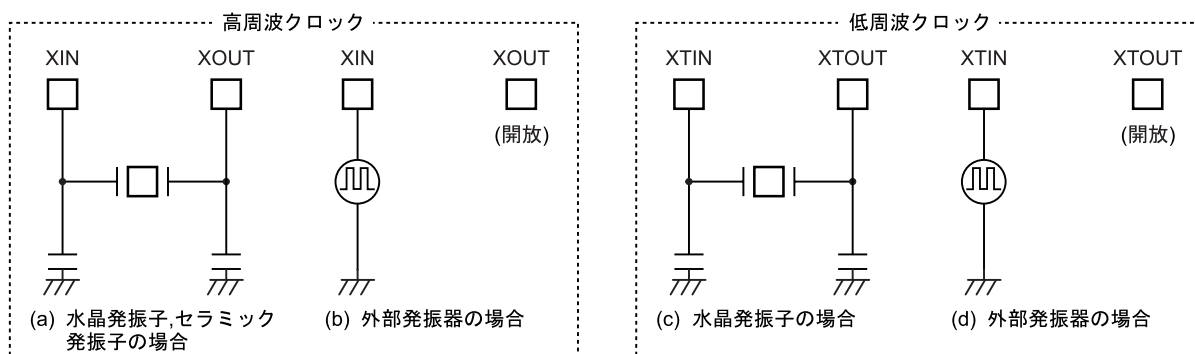 高周波クロック
XIN
XOUT
XIN
XOUT
(開放)
(a) 水晶発振子,セラミック
発振子の場合
(b) 外部発振器の場合
低周波クロック
XTIN
XTOUT
XTIN
XTOUT
(開放)
(c) 水晶発振子の場合
(d) 外部発振器の場合